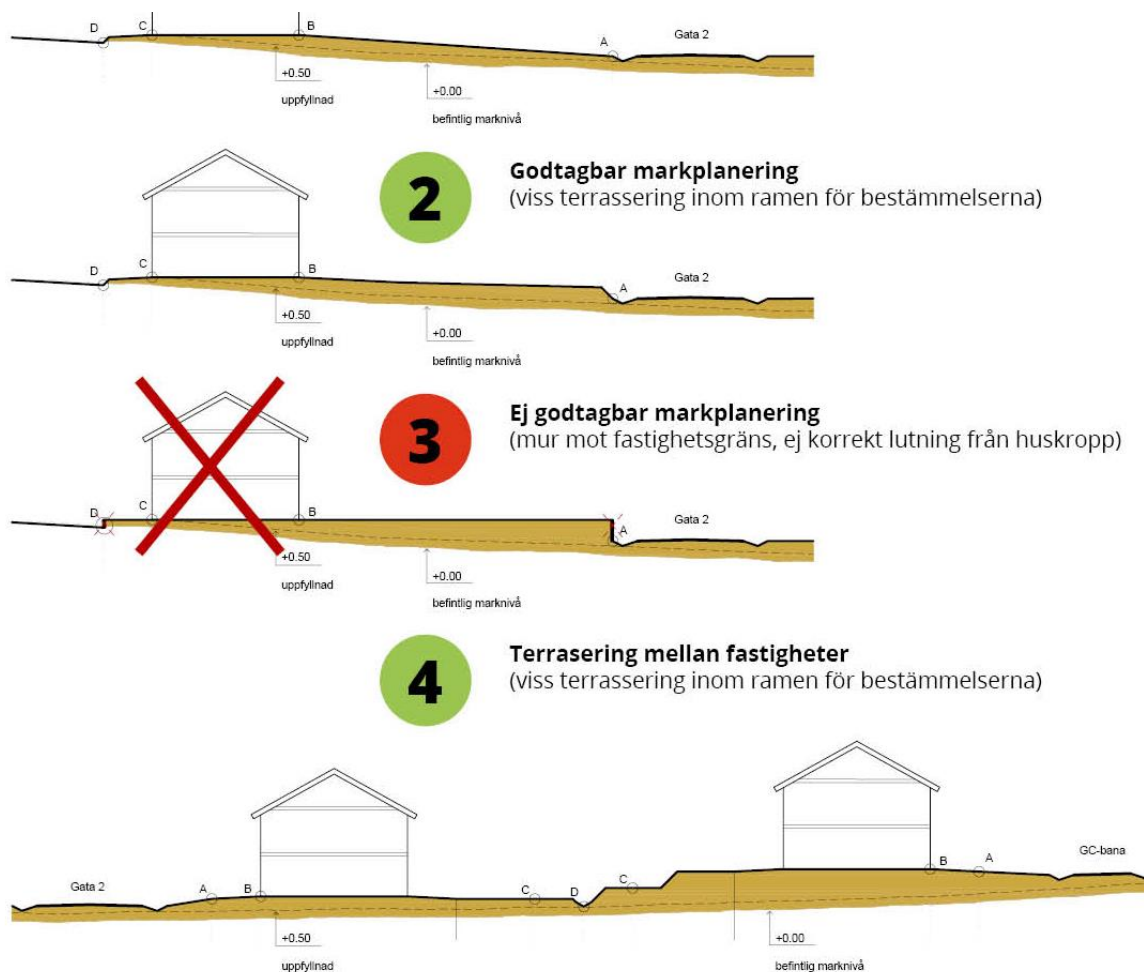 D
C
B
A
Gata 2
+0.50
uppfyllnad
+0.00
befintlig marknivå
2
Godtagbar markplanering
(viss terrassering inom ramen för bestämmelserna)
D
C
B
A
Gata 2
+0.50
uppfyllnad
+0.00
befintlig marknivå
3
Ej godtagbar markplanering
(mur mot fastighetsgräns, ej korrekt lutning från huskropp)
D
C
B
A
Gata 2
+0.50
uppfyllnad
+0.00
befintlig marknivå
4
Terrasering mellan fastigheter
(viss terrassering inom ramen för bestämmelserna)
Gata 2
A
B
C
D
C
B
A
GC-bana
+0.50
uppfyllnad
+0.00
befintlig marknivå